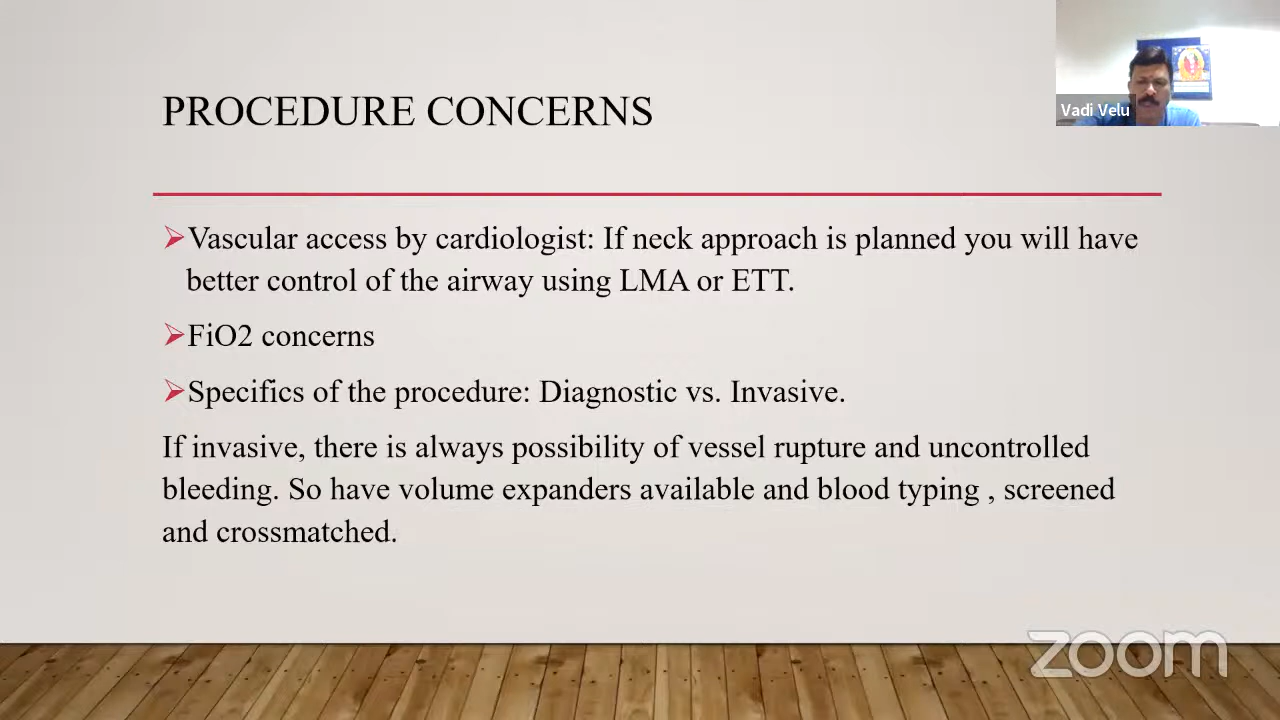 PROCEDURE CONCERNS
Vadi Velu
Vascular access by cardiologist: If neck approach is planned you will have
better control of the airway using LMA or ETT.
FiO2 concerns
Specifics of the procedure: Diagnostic vs. Invasive.
If invasive, there is always possibility of vessel rupture and uncontrolled
bleeding. So have volume expanders available and blood typing , screened
and crossmatched.
zoom